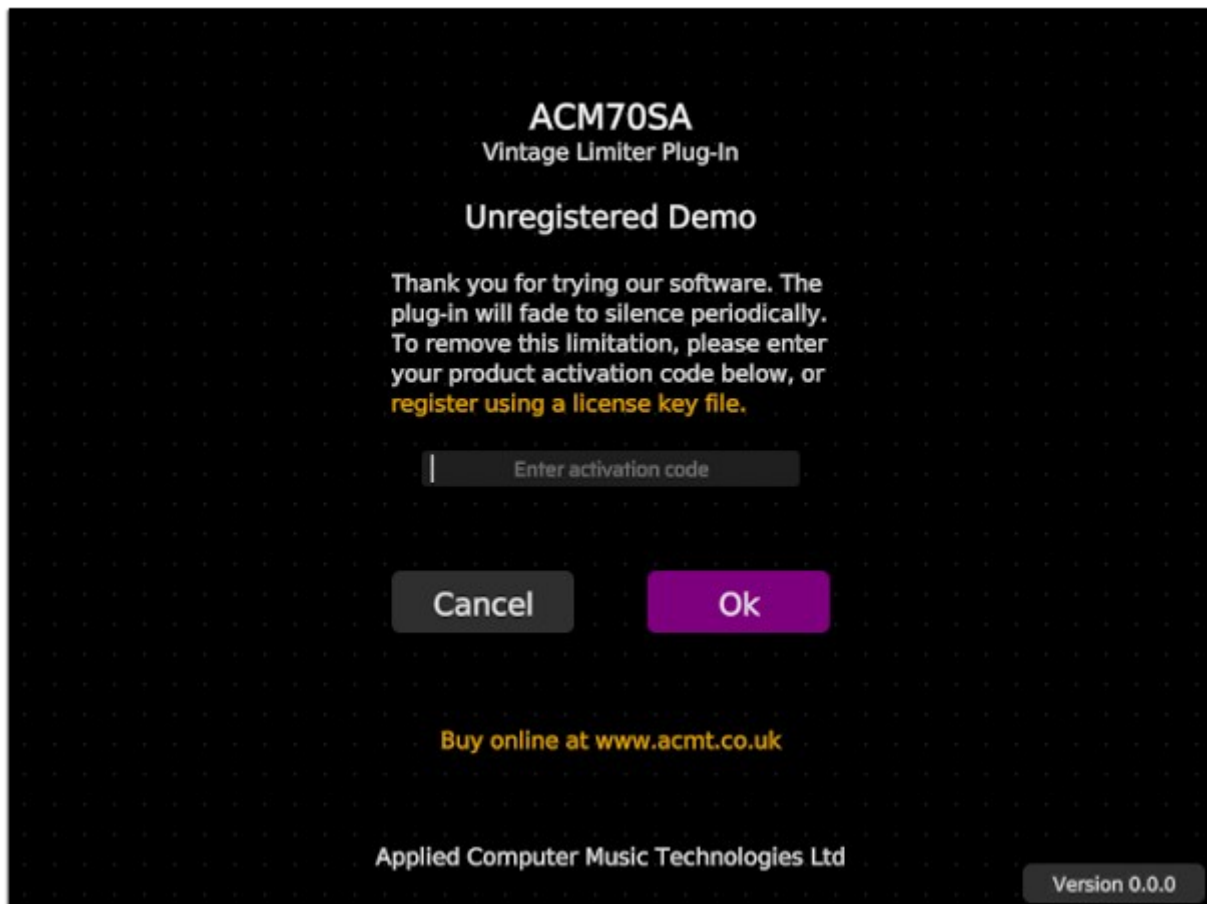 ACM70SA
Vintage Limiter Plug-In
Unregistered Demo
Thank you for trying our software. The
plug-in will fade to silence periodically.
To remove this limitation, please enter
your product activation code below, or
register using a license key file.
Enter activation code
Cancel
Ok
Buy online at www.acmt.co.uk
Applied Computer Music Technologies Ltd
Version 0.0.0